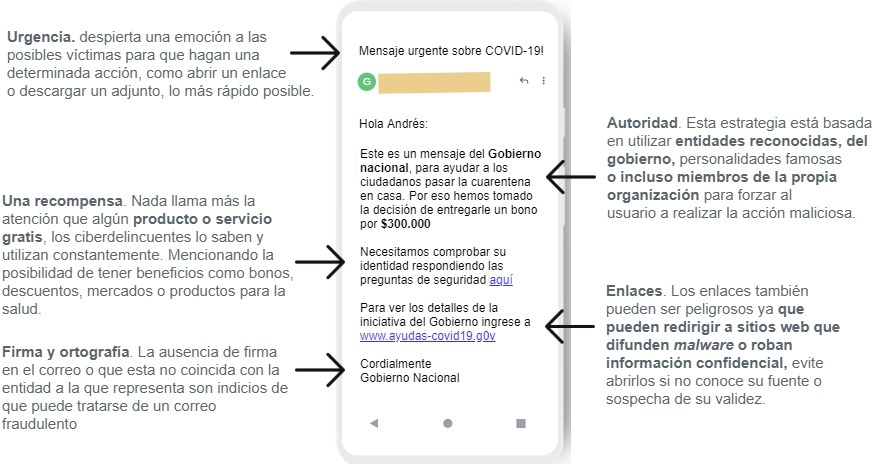 Urgencia. despierta una emoción a las
posibles víctimas para que hagan una
determinada acción, como abrir un enlace
o descargar un adjunto, lo más rápido posible.
Una recompensa. Nada llama más la
atención que algún producto o servicio
gratis, los ciberdelincuentes lo saben y
utilizan constantemente. Mencionando la
posibilidad de tener beneficios como bonos,
descuentos, mercados o productos para la
salud.
Firma y ortografía. La ausencia de firma
en el correo o que esta no coincida con la
entidad a la que representa son indicios de
que puede tratarse de un correo
fraudulento
Mensaje urgente sobre COVID-19!
G
Hola Andrés:
Este es un mensaje del Gobierno
nacional, para ayudar a los
ciudadanos pasar la cuarentena
en casa. Por eso hemos tomado
la decisión de entregarle un bono
por $300.000
Necesitamos comprobar su
identidad respondiendo las
preguntas de seguridad aquí
Para ver los detalles de la
iniciativa del Gobierno ingrese a
www.ayudas-covid19.g0v
Cordialmente
Gobierno Nacional
Autoridad. Esta estrategia está basada
en utilizar entidades reconocidas, del
gobierno, personalidades famosas
o incluso miembros de la propia
organización para forzar al
usuario a realizar la acción maliciosa.
Enlaces. Los enlaces también
pueden ser peligrosos ya que
pueden redirigir a sitios web que
difunden malware o roban
información confidencial, evite
abrirlos si no conoce su fuente o
sospecha de su validez.